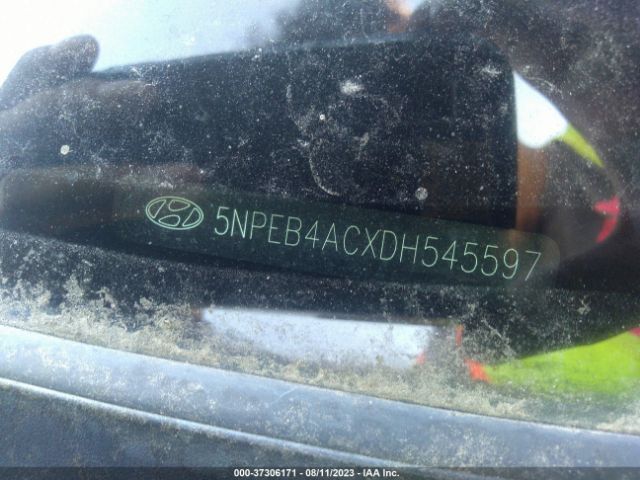 5NPEB4ACXDH545597
000-37306171 - 08/11/2023 - IAA Inc.